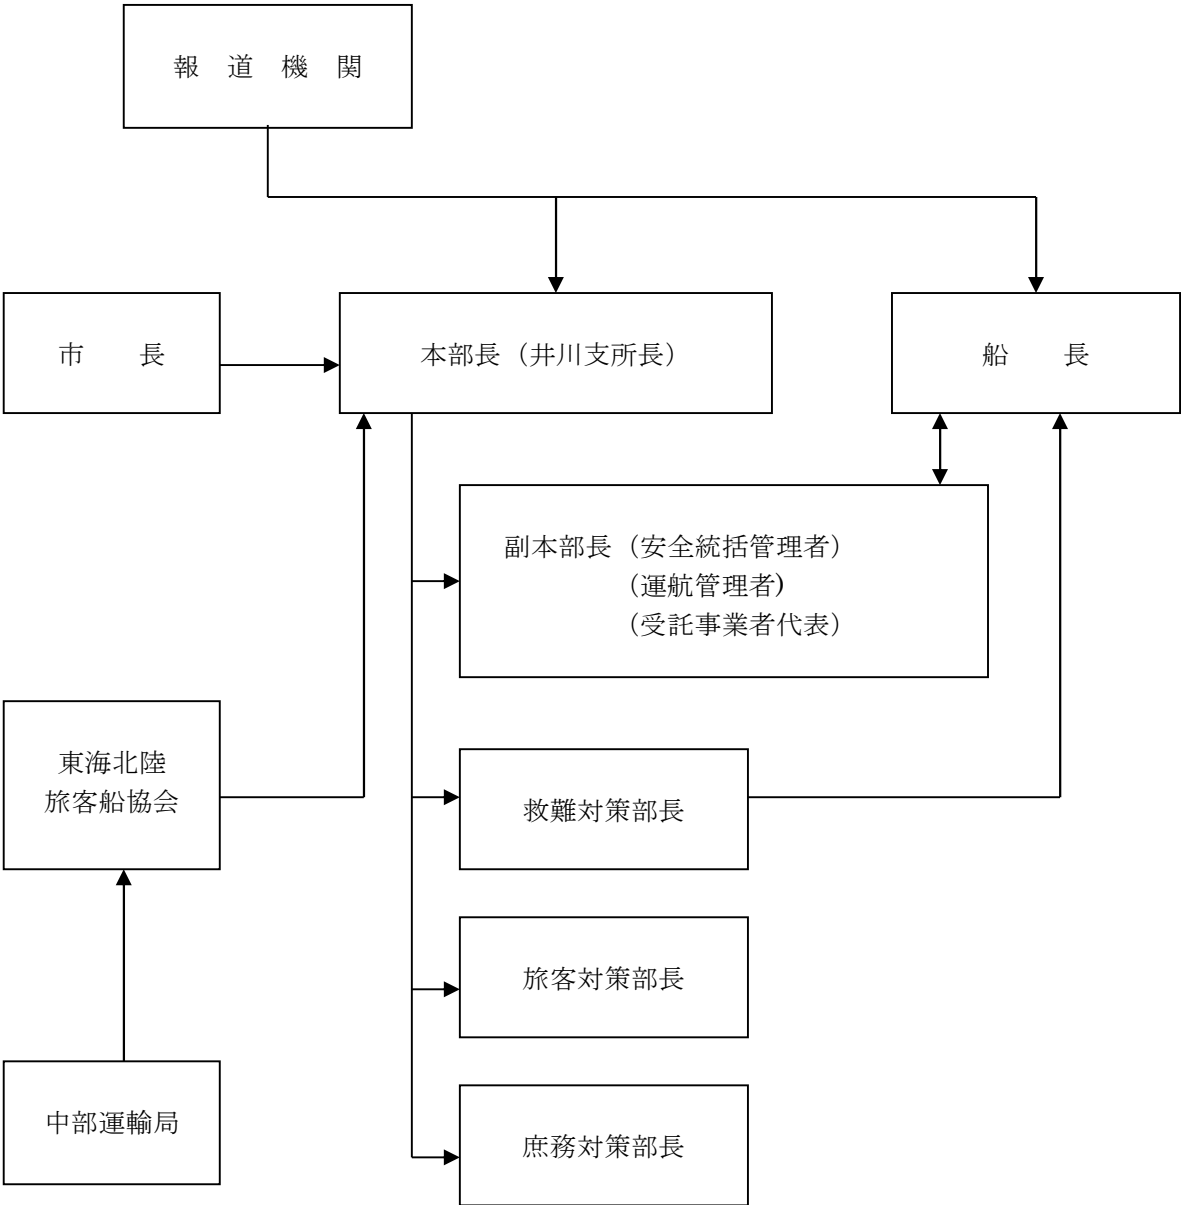 報　道　機　関
市　　長
本部長（井川支所長）
船　　長
副本部長（安全統括管理者）
（運航管理者)
（受託事業者代表）
東海北陸
旅客船協会
救難対策部長
旅客対策部長
中部運輸局
庶務対策部長